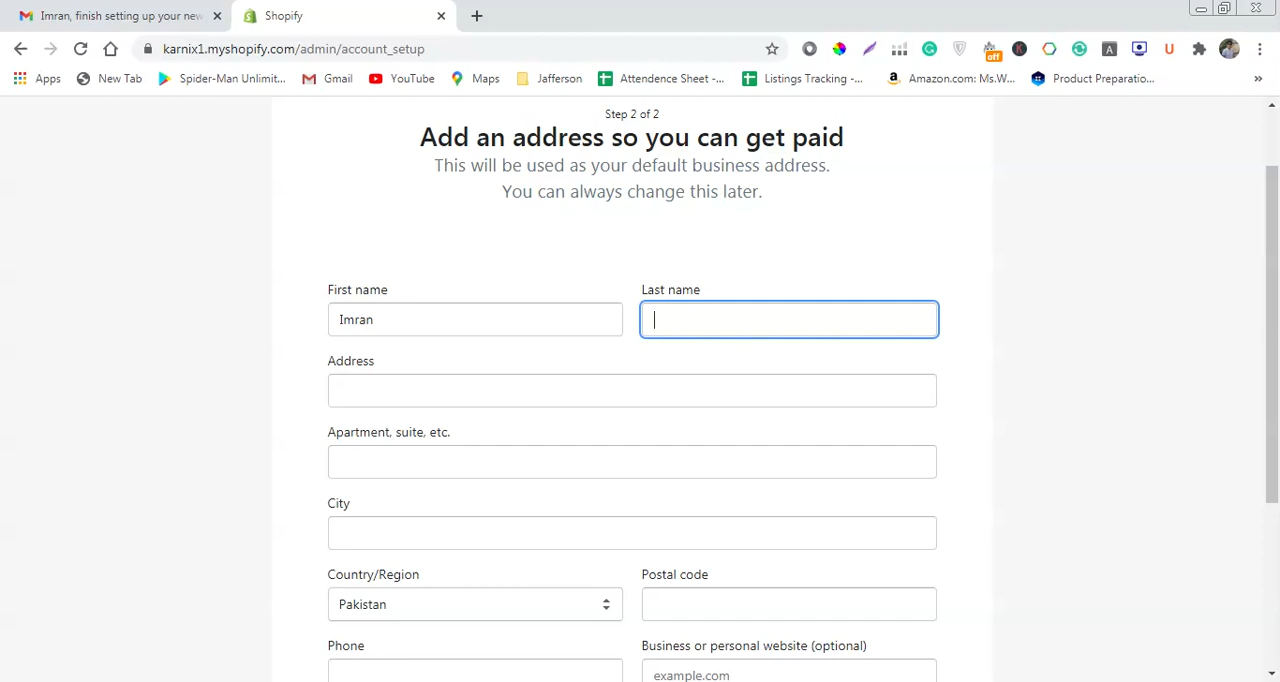 Imran, finish setting up your new
Shopify
karnix1.myshopify.com/admin/account_setup
off
K
A
U
Apps
New Tab
Spider-Man Unlimit...
Gmail
YouTube
Maps
Jafferson
Attendence Sheet -...
Listings Tracking -...
a
Amazon.com: Ms.W...
Product Preparatio...
»
Step 2 of 2
Add an address so you can get paid
This will be used as your default business address.
You can always change this later.
First name
Last name
Imran
Address
Apartment, suite, etc.
City
Country/Region
Postal code
Pakistan
Phone
Business or personal website (optional)
example.com